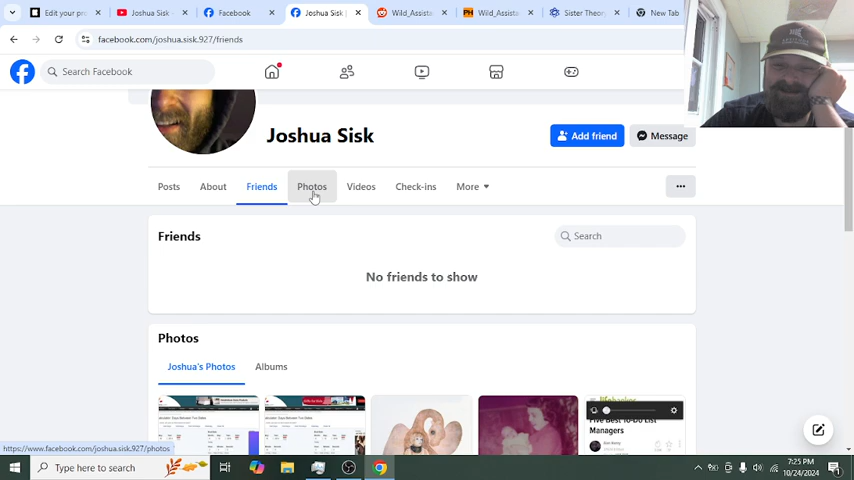 Edit your pro
Joshua Sisk -
Facebook
Joshua Sisk |
Wild_Assista
PH Wild_Assista
Sister Theory
New Tab
facebook.com/joshua.sisk.927/friends
Search Facebook
Joshua Sisk
Add friend
Message
Posts
About
Friends
Photos
Videos
Check-ins
More
Friends
Search
No friends to show
Photos
Joshua's Photos
Albums
Five Best To-Do List
Managers
https://www.facebook.com/joshua.sisk.927/photos
Type here to search
7:25 PM
10/24/2024